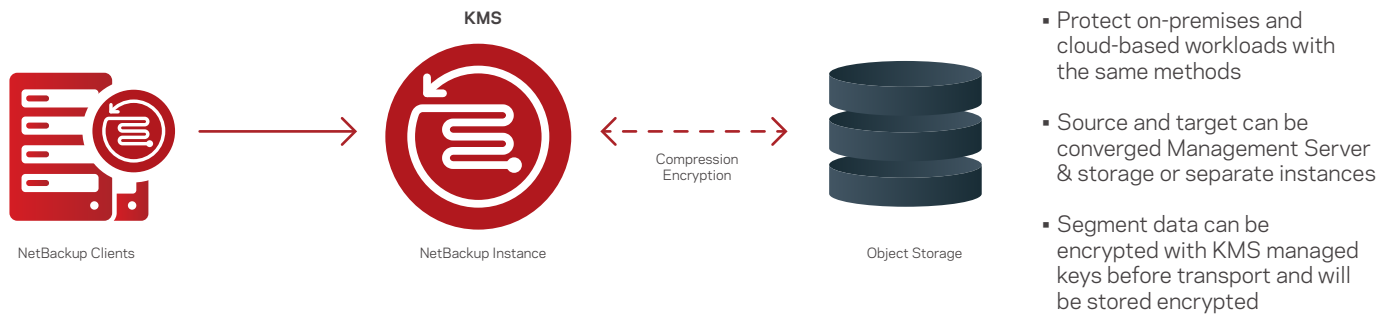 KMS
Compression
Encryption
NetBackup Clients
NetBackup Instance
Object Storage
▪ Protect on-premises and
cloud-based workloads with
the same methods
▪ Source and target can be
converged Management Server
& storage or separate instances
▪ Segment data can be
encrypted with KMS managed
keys before transport and will
be stored encrypted